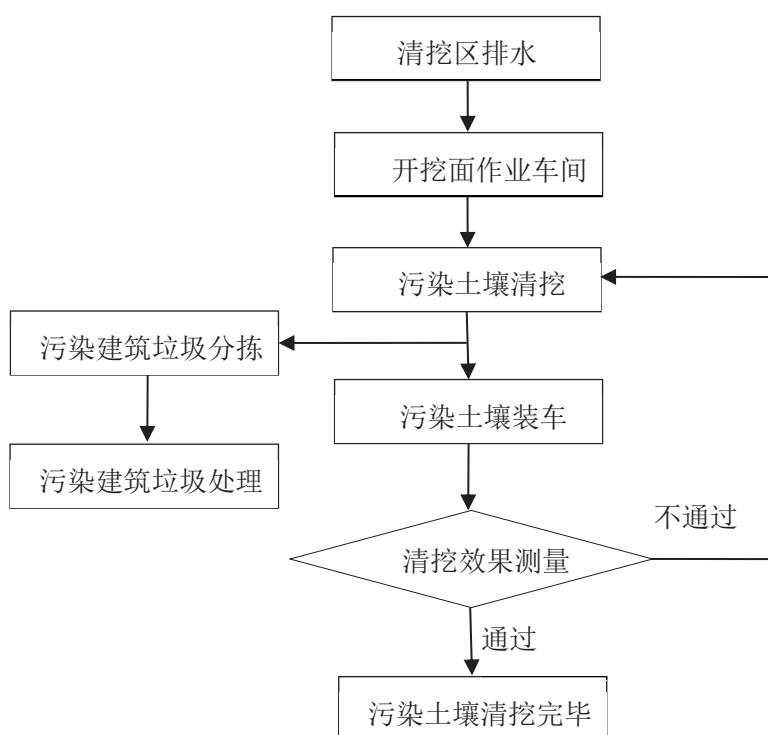 清挖区排水
开挖面作业车间
污染土壤清挖
污染建筑垃圾分拣
污染土壤装车
污染建筑垃圾处理
不通过
清挖效果测量
通过
污染土壤清挖完毕